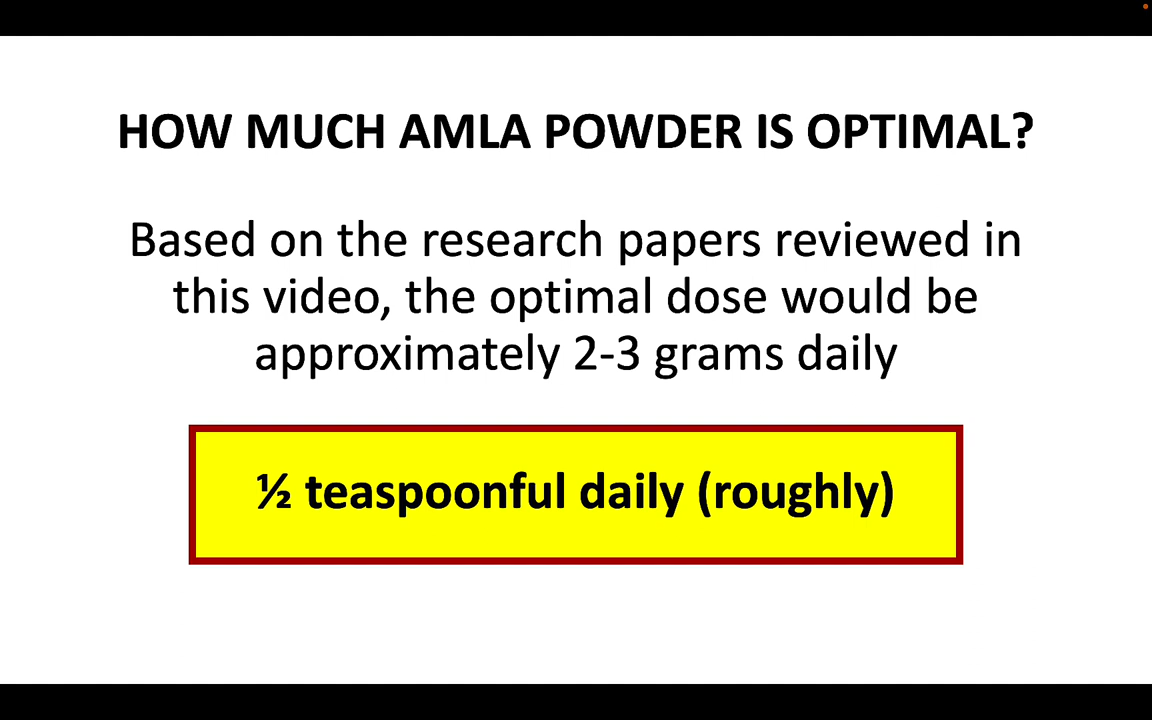 HOW MUCH AMLA POWDER IS OPTIMAL?
Based on the research papers reviewed in
this video, the optimal dose would be
approximately 2-3 grams daily
½ teaspoonful daily (roughly)